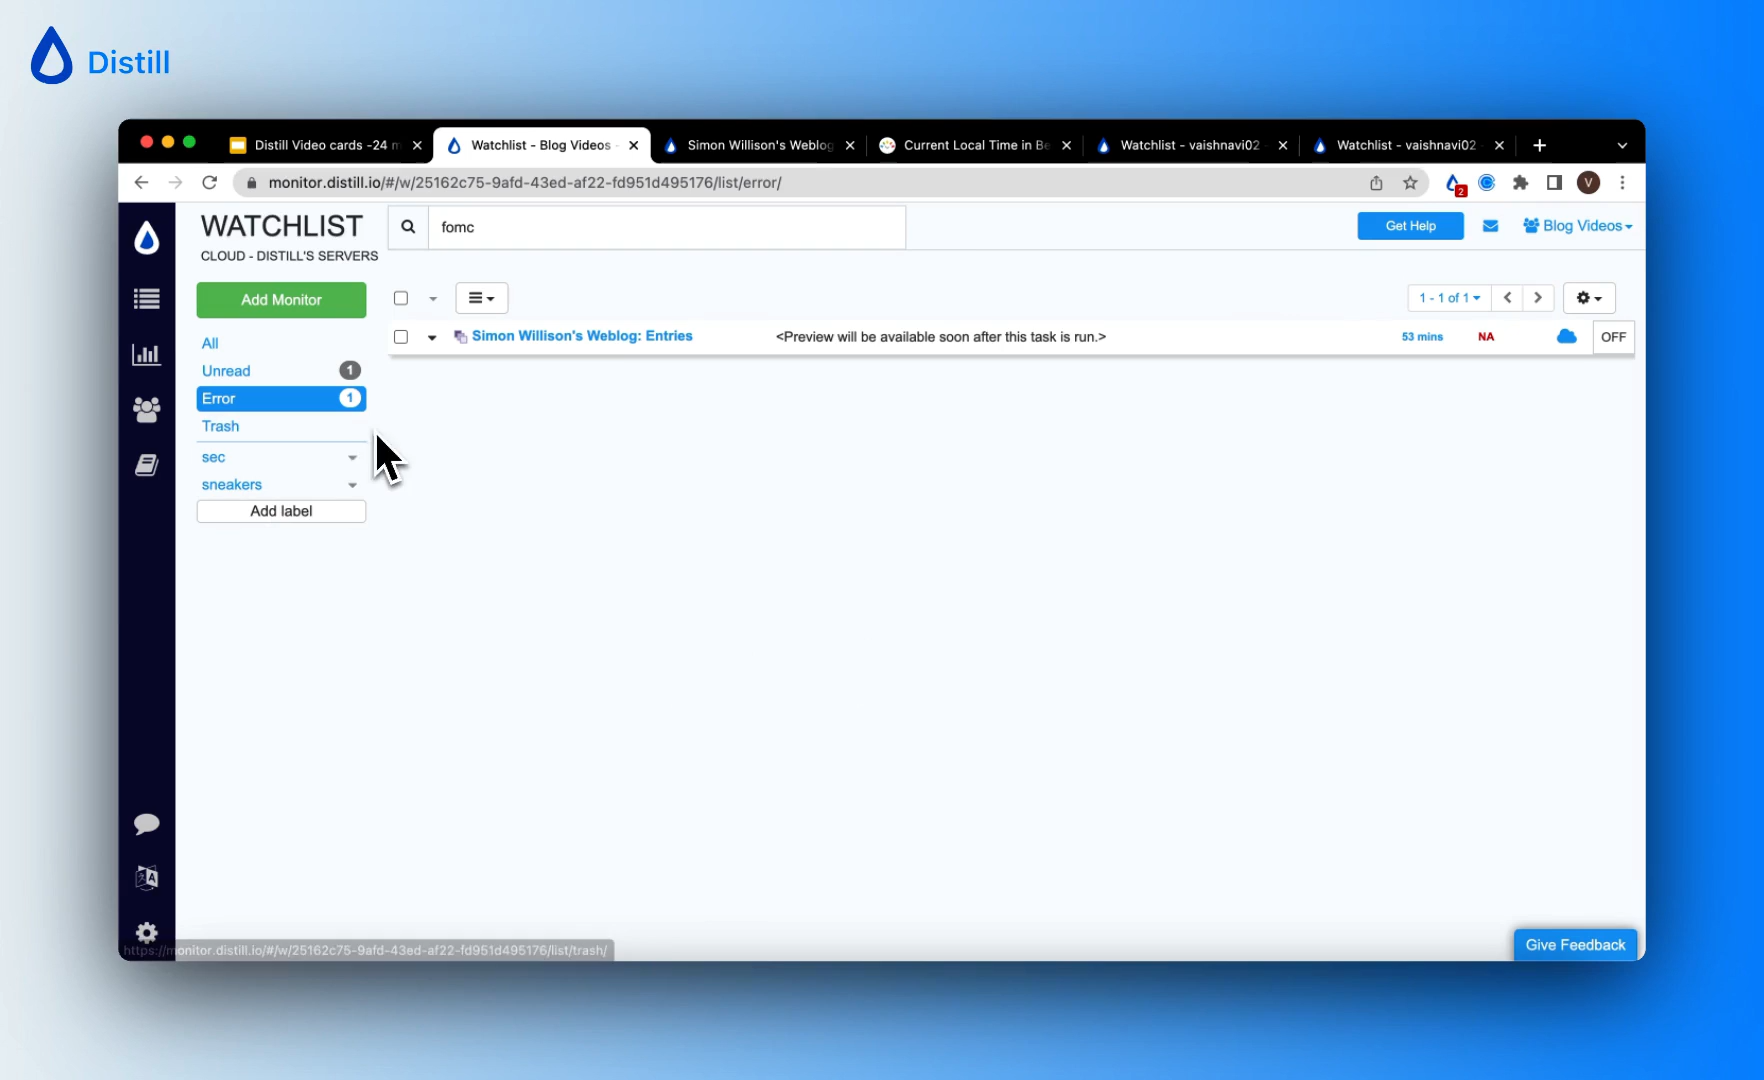 Distill
Distill Video cards -24 m
Watchlist - Blog Videos -
Simon Willison's Weblog
Current Local Time in Be
Watchlist - vaishnavi02
Watchlist - vaishnavi02
monitor.distill.io/#/w/25162c75-9afd-43ed-af22-fd951d495176/list/error/
2
V
WATCHLIST
CLOUD - DISTILL'S SERVERS
fomc
Get Help
Blog Videos
Add Monitor
1 - 1 of 1
All
Simon Willison's Weblog: Entries
<Preview will be available soon after this task is run.>
53 mins
NA
OFF
Unread
1
Error
1
Trash
sec
sneakers
Add label
A
https://monitor.distill.io/#/w/25162c75-9afd-43ed-af22-fd951d495176/list/trash/
Give Feedback